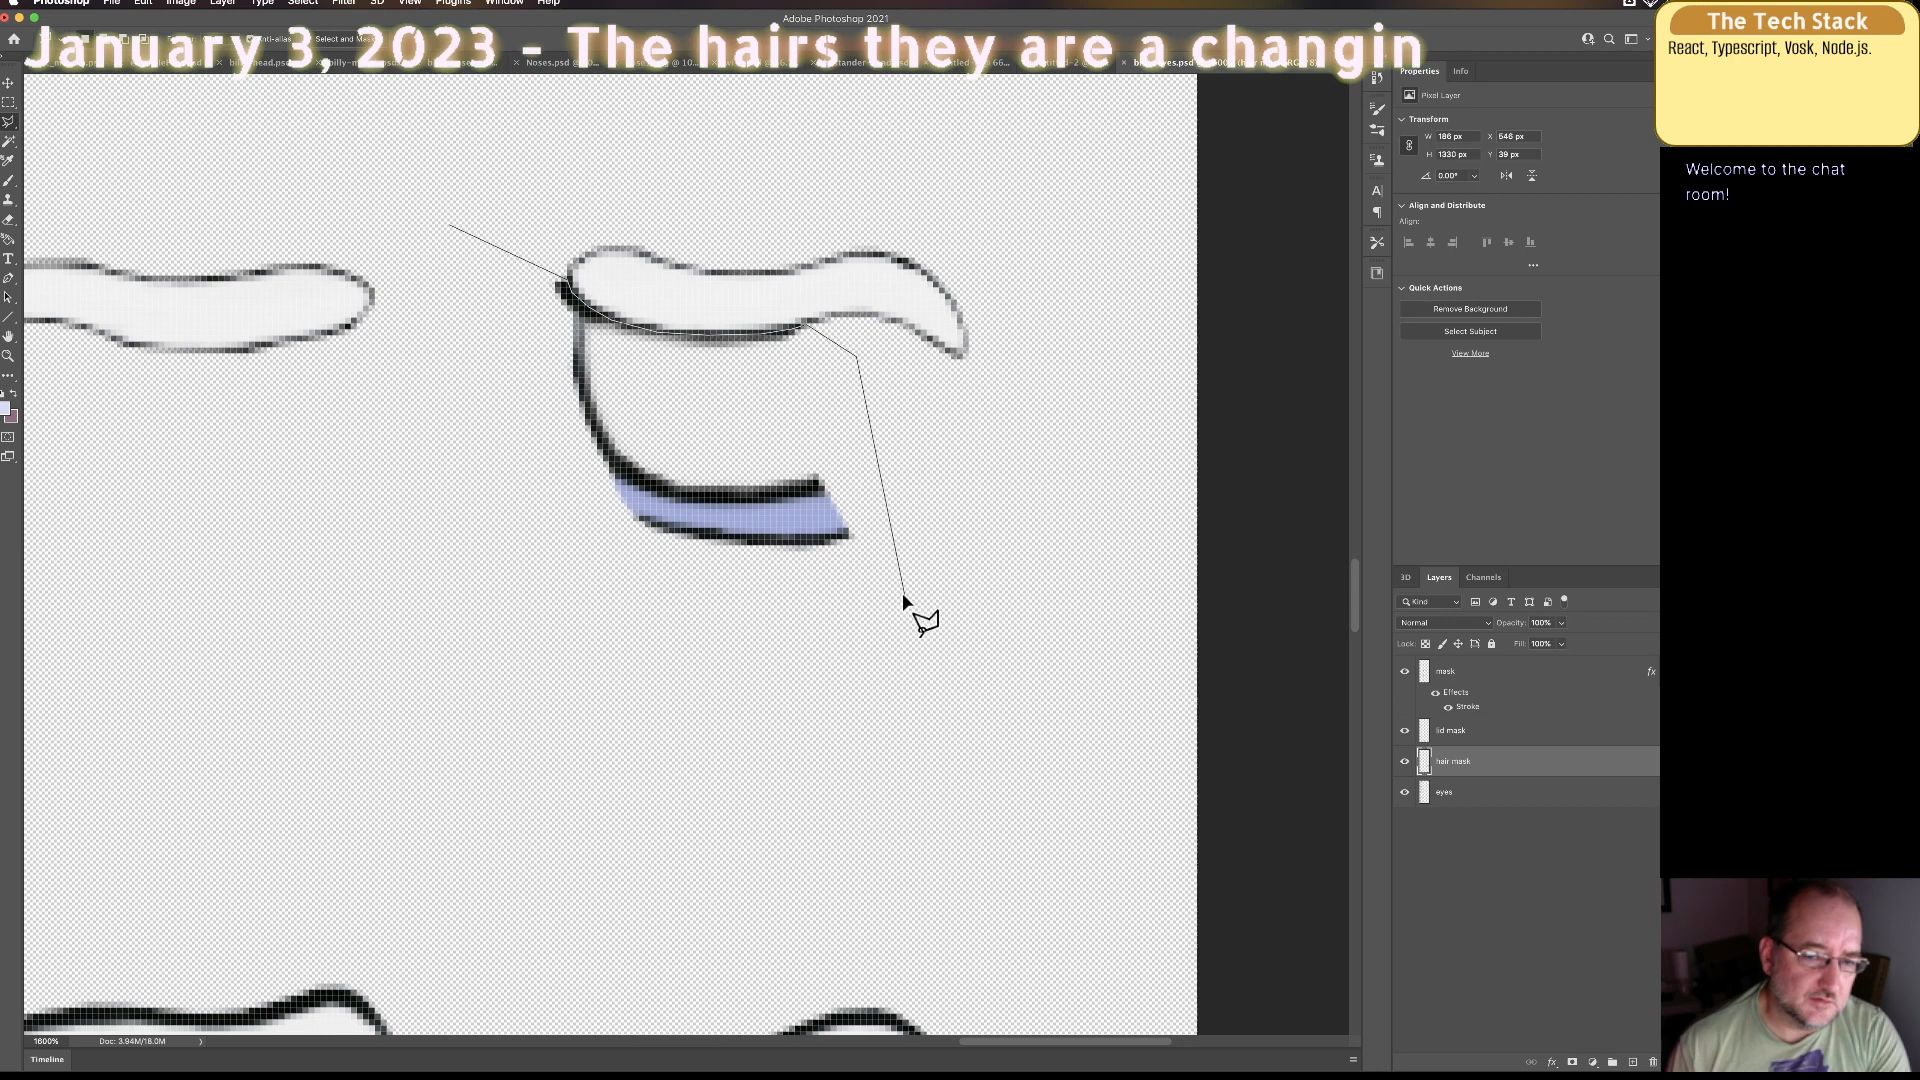 Photoshop File Edit Image Layer Type Select Filter 3D View Plugins Window Help
Adobe Photoshop 2021
January 3, 2023 - The hairs they are a changin
The Tech Stack
React, Typescript, Vosk, Node.js.
Welcome to the chat
room!
Noses.psd
Properties
Info
Pixel Layer
Transform
W 186 px X 546 px
H 1330 px Y 39 px
0.00°
Align and Distribute
Align:
Quick Actions
Remove Background
Select Subject
View More
3D Layers Channels
Kind
Normal Opacity: 100%
Lock: Fill: 100%
mask fx
Effects
Stroke
lid mask
hair mask
eyes
1600% Doc: 3.94M/18.0M
Timeline